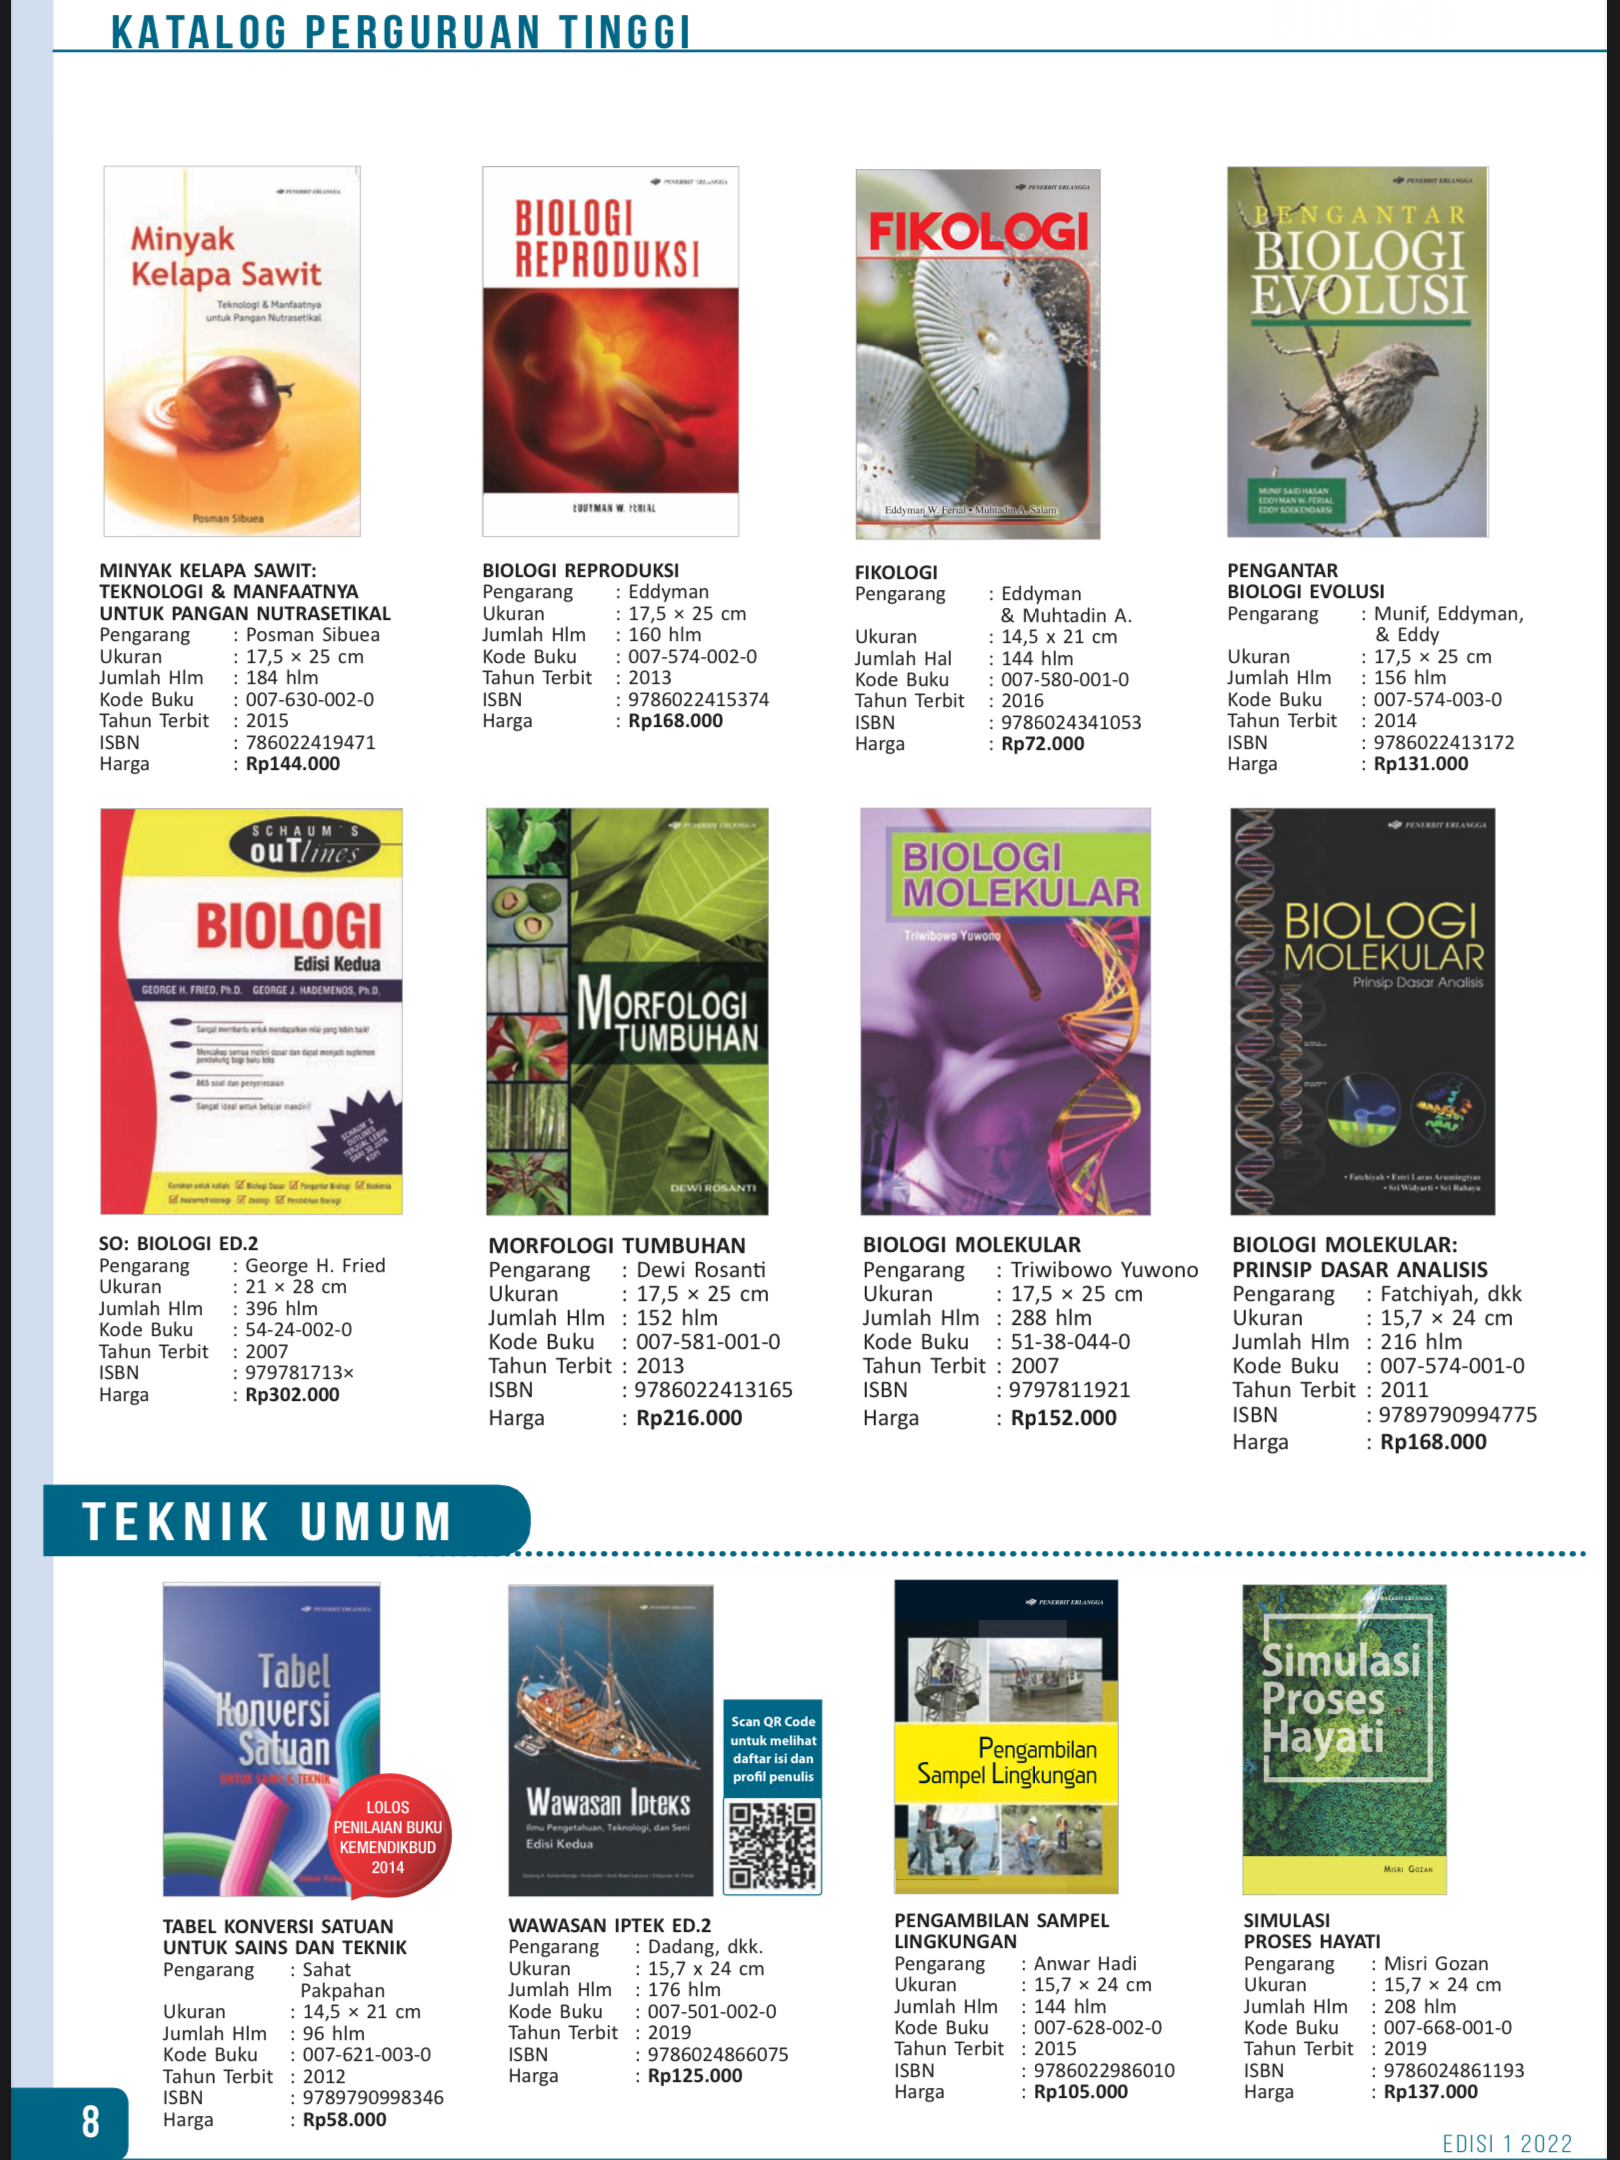 KATALOG PERGURUAN TINGGI
PENERBIT ERLANGGA
Minyak
Kelapa Sawit
Teknologi & Manfaatnya
untuk Pangan Nutrasetikal
Posman Sibuea
MINYAK KELAPA SAWIT:
TEKNOLOGI & MANFAATNYA
UNTUK PANGAN NUTRASETIKAL
Pengarang : Posman Sibuea
Ukuran : 17,5 × 25 cm
Jumlah Hlm : 184 hlm
Kode Buku : 007-630-002-0
Tahun Terbit : 2015
ISBN : 786022419471
Harga : Rp144.000
PENERBIT ERLANGGA
BIOLOGI
REPRODUKSI
EDDYMAN W. FERIAL
BIOLOGI REPRODUKSI
Pengarang : Eddyman
Ukuran : 17,5 × 25 cm
Jumlah Hlm : 160 hlm
Kode Buku : 007-574-002-0
Tahun Terbit : 2013
ISBN : 9786022415374
Harga : Rp168.000
PENERBIT ERLANGGA
FIKOLOGI
Eddyman W. Ferial • Muhtadin A. Salam
FIKOLOGI
Pengarang : Eddyman
& Muhtadin A.
Ukuran : 14,5 x 21 cm
Jumlah Hal : 144 hlm
Kode Buku : 007-580-001-0
Tahun Terbit : 2016
ISBN : 9786024341053
Harga : Rp72.000
PENERBIT ERLANGGA
PENGANTAR
BIOLOGI
EVOLUSI
MUNIF SAID HASAN
EDDYMAN W. FERIAL
EDDY SOEKENDARSI
PENGANTAR
BIOLOGI EVOLUSI
Pengarang : Munif, Eddyman,
& Eddy
Ukuran : 17,5 × 25 cm
Jumlah Hlm : 156 hlm
Kode Buku : 007-574-003-0
Tahun Terbit : 2014
ISBN : 9786022413172
Harga : Rp131.000
SCHAUM'S
ouTlines
BIOLOGI
Edisi Kedua
GEORGE H. FRIED, Ph.D. GEORGE J. HADEMENOS, Ph.D.
Sangat membantu untuk mendapatkan nilai yang lebih baik!
Mencakup semua materi dasar dan dapat menjadi suplemen
pendukung bagi buku teks
865 soal dan penyelesaian
Sangat ideal untuk belajar mandiri!
SCHAUM'S
OUTLINES
TERJUAL LEBIH
DARI 30 JUTA
KOPI
Gunakan untuk kuliah: Biologi Dasar Pengantar Biologi Biokimia
Anatomi/Fisiologi Zoologi Pendidikan Biologi
SO: BIOLOGI ED.2
Pengarang : George H. Fried
Ukuran : 21 × 28 cm
Jumlah Hlm : 396 hlm
Kode Buku : 54-24-002-0
Tahun Terbit : 2007
ISBN : 979781713×
Harga : Rp302.000
PENERBIT ERLANGGA
MORFOLOGI
TUMBUHAN
DEWI ROSANTI
MORFOLOGI TUMBUHAN
Pengarang : Dewi Rosanti
Ukuran : 17,5 × 25 cm
Jumlah Hlm : 152 hlm
Kode Buku : 007-581-001-0
Tahun Terbit : 2013
ISBN : 9786022413165
Harga : Rp216.000
BIOLOGI
MOLEKULAR
Triwibowo Yuwono
BIOLOGI MOLEKULAR
Pengarang : Triwibowo Yuwono
Ukuran : 17,5 × 25 cm
Jumlah Hlm : 288 hlm
Kode Buku : 51-38-044-0
Tahun Terbit : 2007
ISBN : 9797811921
Harga : Rp152.000
PENERBIT ERLANGGA
BIOLOGI
MOLEKULAR
Prinsip Dasar Analisis
• Fatchiyah • Estri Laras Arumingtyas
• Sri Widyarti • Sri Rahayu
BIOLOGI MOLEKULAR:
PRINSIP DASAR ANALISIS
Pengarang : Fatchiyah, dkk
Ukuran : 15,7 × 24 cm
Jumlah Hlm : 216 hlm
Kode Buku : 007-574-001-0
Tahun Terbit : 2011
ISBN : 9789790994775
Harga : Rp168.000
TEKNIK UMUM
PENERBIT ERLANGGA
Tabel
Konversi
Satuan
UNTUK SAINS & TEKNIK
LOLOS
PENILAIAN BUKU
KEMENDIKBUD
2014
TABEL KONVERSI SATUAN
UNTUK SAINS DAN TEKNIK
Pengarang : Sahat
Pakpahan
Ukuran : 14,5 × 21 cm
Jumlah Hlm : 96 hlm
Kode Buku : 007-621-003-0
Tahun Terbit : 2012
ISBN : 9789790998346
Harga : Rp58.000
PENERBIT ERLANGGA
Wawasan Ipteks
Ilmu Pengetahuan, Teknologi, dan Seni
Edisi Kedua
Scan QR Code
untuk melihat
daftar isi dan
profil penulis
WAWASAN IPTEK ED.2
Pengarang : Dadang, dkk.
Ukuran : 15,7 x 24 cm
Jumlah Hlm : 176 hlm
Kode Buku : 007-501-002-0
Tahun Terbit : 2019
ISBN : 9786024866075
Harga : Rp125.000
PENERBIT ERLANGGA
Pengambilan
Sampel Lingkungan
PENGAMBILAN SAMPEL
LINGKUNGAN
Pengarang : Anwar Hadi
Ukuran : 15,7 × 24 cm
Jumlah Hlm : 144 hlm
Kode Buku : 007-628-002-0
Tahun Terbit : 2015
ISBN : 9786022986010
Harga : Rp105.000
PENERBIT ERLANGGA
Simulasi
Proses
Hayati
MISRI GOZAN
SIMULASI
PROSES HAYATI
Pengarang : Misri Gozan
Ukuran : 15,7 × 24 cm
Jumlah Hlm : 208 hlm
Kode Buku : 007-668-001-0
Tahun Terbit : 2019
ISBN : 9786024861193
Harga : Rp137.000
8
EDISI 1 2022